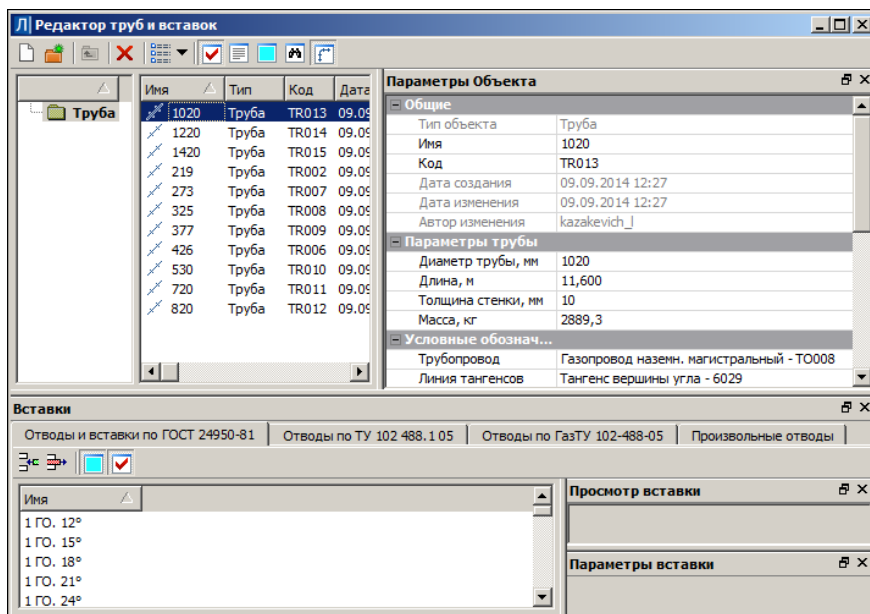 Редактор труб и вставок
Труба
Имя Тип Код Дата
1020 Труба TR013 09.09
1220 Труба TR014 09.09
1420 Труба TR015 09.09
219 Труба TR002 09.09
273 Труба TR007 09.09
325 Труба TR008 09.09
377 Труба TR009 09.09
426 Труба TR006 09.09
530 Труба TR010 09.09
720 Труба TR011 09.09
820 Труба TR012 09.09
Параметры Объекта
Общие
Тип объекта Труба
Имя 1020
Код TR013
Дата создания 09.09.2014 12:27
Дата изменения 09.09.2014 12:27
Автор изменения kazakevich_l
Параметры трубы
Диаметр трубы, мм 1020
Длина, м 11,600
Толщина стенки, мм 10
Масса, кг 2889,3
Условные обознач...
Трубопровод Газопровод наземн. магистральный - ТО008
Линия тангенсов Тангенс вершины угла - 6029
Вставки
Отводы и вставки по ГОСТ 24950-81 Отводы по ТУ 102 488.1 05 Отводы по ГазТУ 102-488-05 Произвольные отводы
Имя
1 ГО. 12°
1 ГО. 15°
1 ГО. 18°
1 ГО. 21°
1 ГО. 24°
Просмотр вставки
Параметры вставки